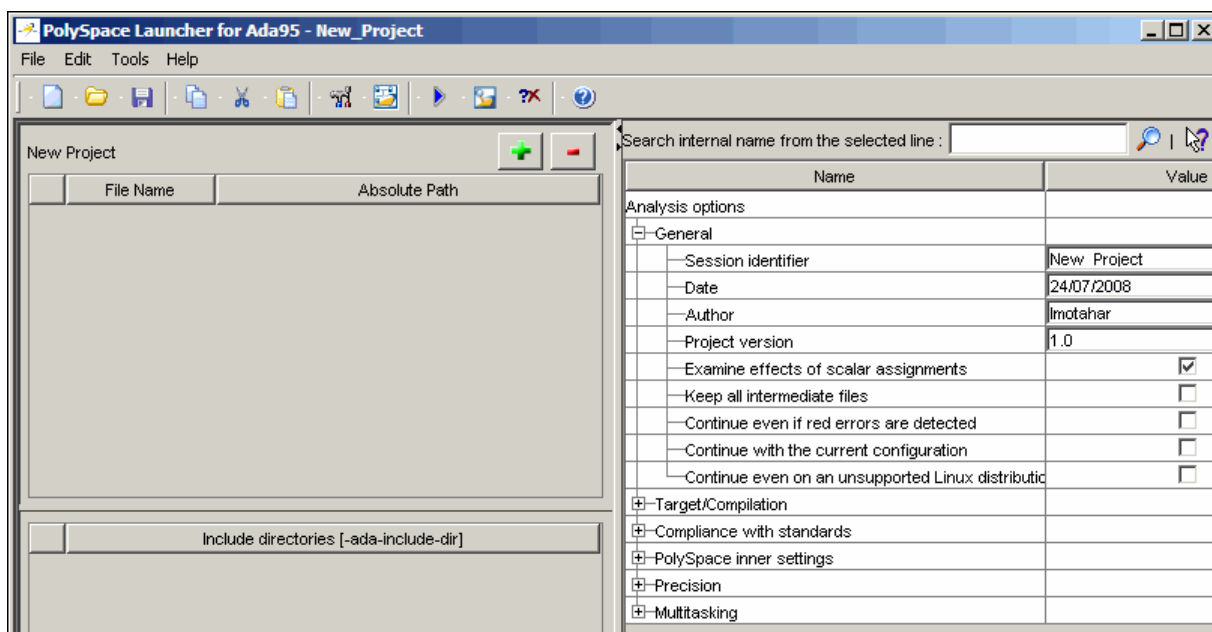 PolySpace Launcher for Ada95 - New_Project
File Edit Tools Help
New Project
File Name Absolute Path
Include directories [-ada-include-dir]
Search internal name from the selected line :
Name Value
Analysis options
General
Session identifier New Project
Date 24/07/2008
Author lmotahar
Project version 1.0
Examine effects of scalar assignments
Keep all intermediate files
Continue even if red errors are detected
Continue with the current configuration
Continue even on an unsupported Linux distributic
Target/Compilation
Compliance with standards
PolySpace inner settings
Precision
Multitasking